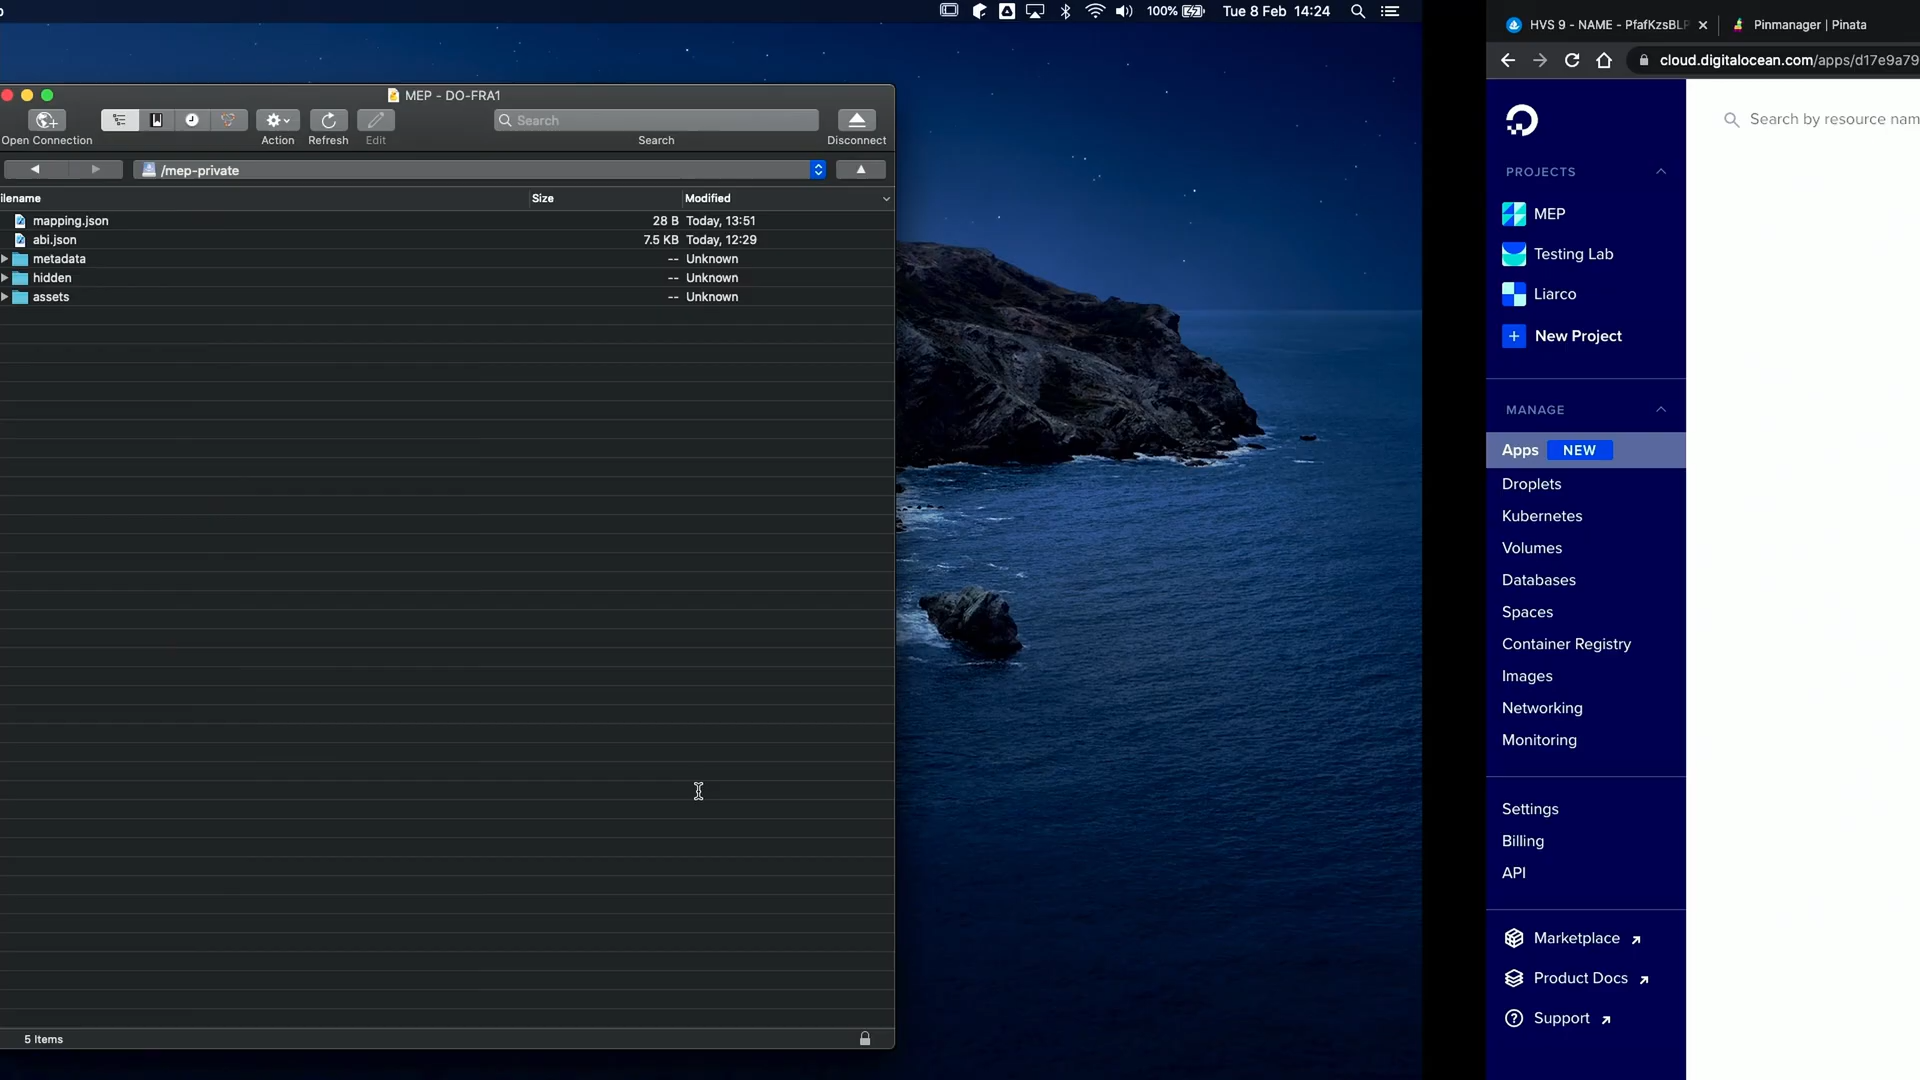 100%
Tue 8 Feb 14:24
MEP - DO-FRA1
Open Connection
Action
Refresh
Edit
Search
Search
Disconnect
/mep-private
ilename
Size
Modified
mapping.json 28 B Today, 13:51
abi.json 7.5 KB Today, 12:29
metadata -- Unknown
hidden -- Unknown
assets -- Unknown
5 Items
HVS 9 - NAME - PfafKzsBLP
Pinmanager | Pinata
cloud.digitalocean.com/apps/d17e9a79
Search by resource nam
PROJECTS
MEP
Testing Lab
Liarco
New Project
MANAGE
Apps NEW
Droplets
Kubernetes
Volumes
Databases
Spaces
Container Registry
Images
Networking
Monitoring
Settings
Billing
API
Marketplace
Product Docs
Support